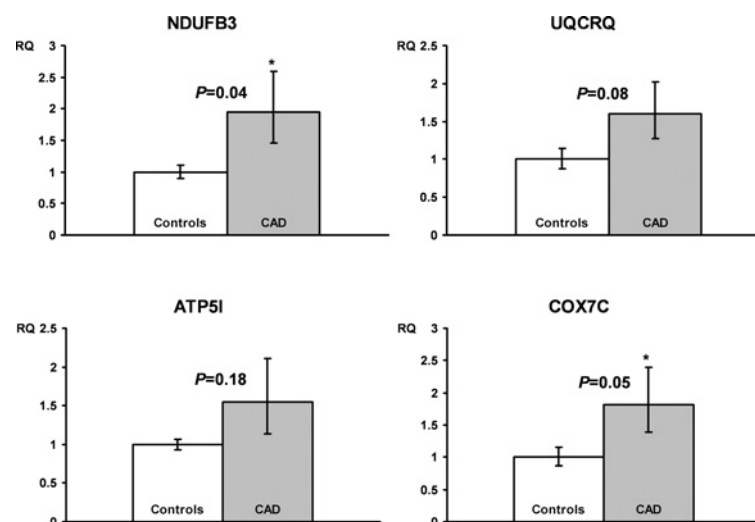 NDUFB3
RQ 3
2.5
2
1.5
1
0.5
0
*
P=0.04
Controls
CAD
UQCRQ
RQ 2.5
2
1.5
1
0.5
0
P=0.08
Controls
CAD
ATP5I
RQ 2.5
2
1.5
1
0.5
0
P=0.18
Controls
CAD
COX7C
RQ 3
2.5
2
1.5
1
0.5
0
*
P=0.05
Controls
CAD